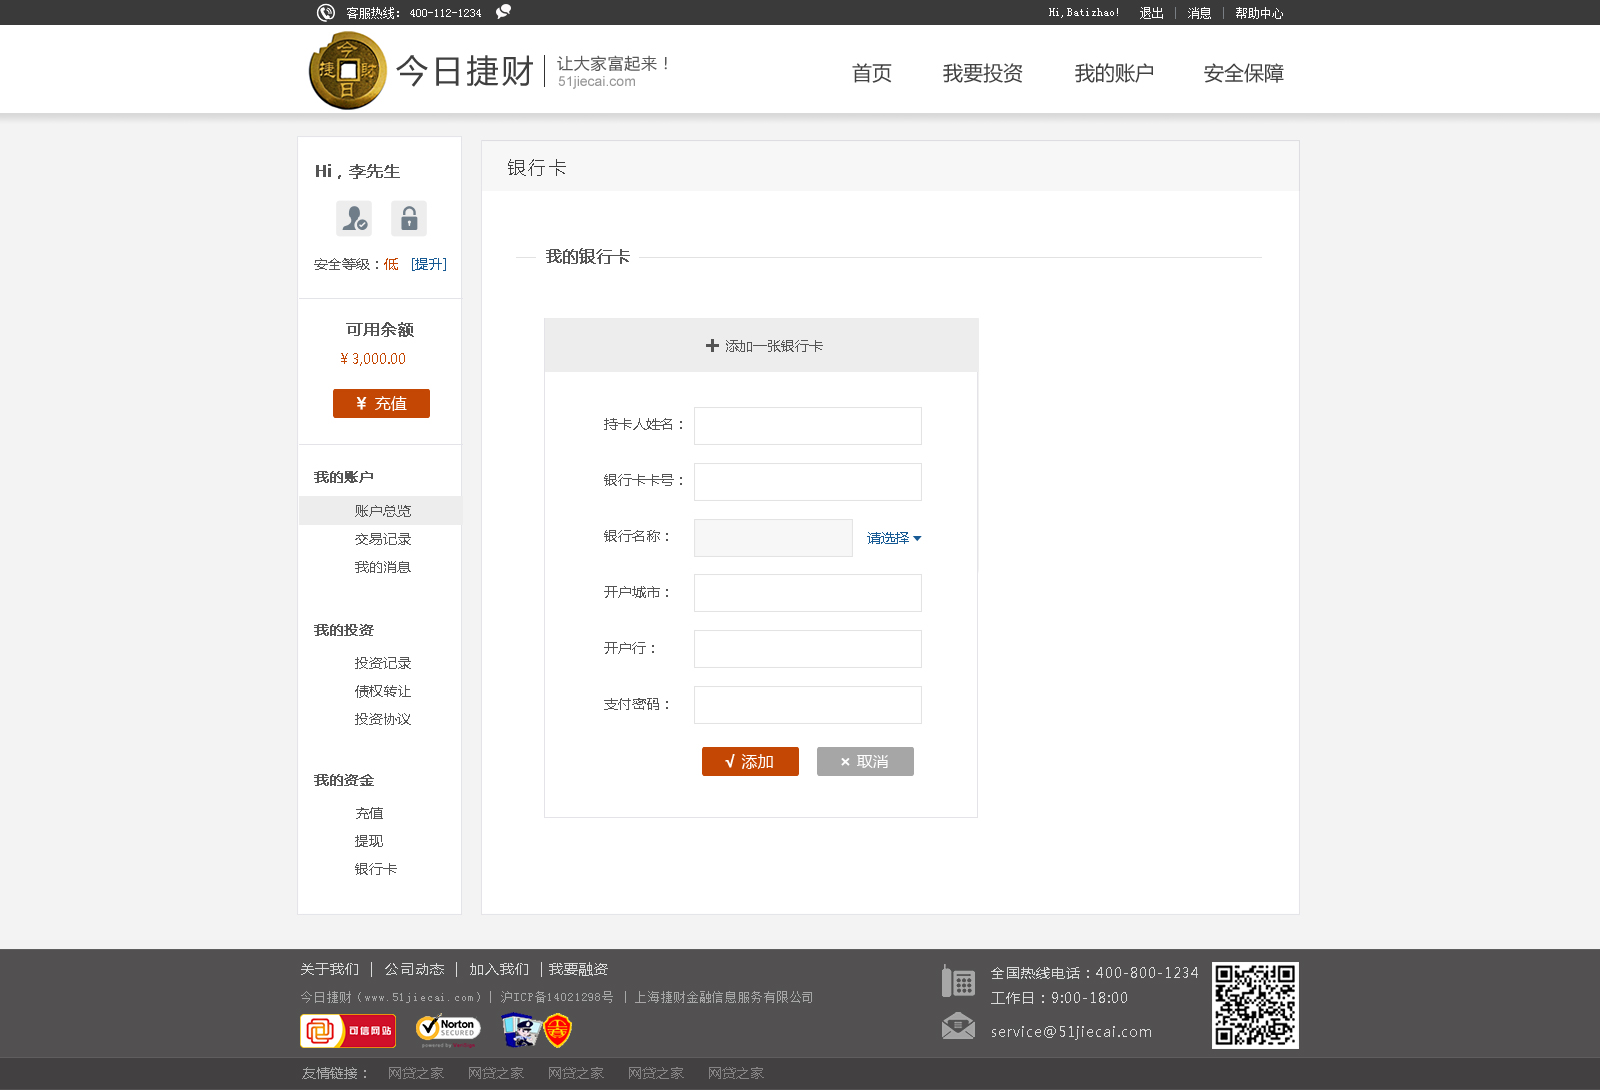 客服热线： 400-112-1234
Hi,Batizhao! 退出 | 消息 | 帮助中心
今日捷財
今日捷财 | 让大家富起来！
51jiecai.com
首页 我要投资 我的账户 安全保障
Hi，李先生
安全等级：低 [提升]
可用余额
¥ 3,000.00
¥ 充值
我的账户
账户总览
交易记录
我的消息
我的投资
投资记录
债权转让
投资协议
我的资金
充值
提现
银行卡
银行卡
我的银行卡
添加一张银行卡
持卡人姓名：
银行卡卡号：
银行名称： 请选择
开户城市：
开户行：
支付密码：
√ 添加 × 取消
关于我们 | 公司动态 | 加入我们 | 我要融资
今日捷财（www.51jiecai.com）| 沪ICP备14021298号 | 上海捷财金融信息服务有限公司
可信网站
Norton
SECURED
powered by VeriSign
全国热线电话：400-800-1234
工作日：9:00-18:00
service@51jiecai.com
友情链接： 网贷之家 网贷之家 网贷之家 网贷之家 网贷之家